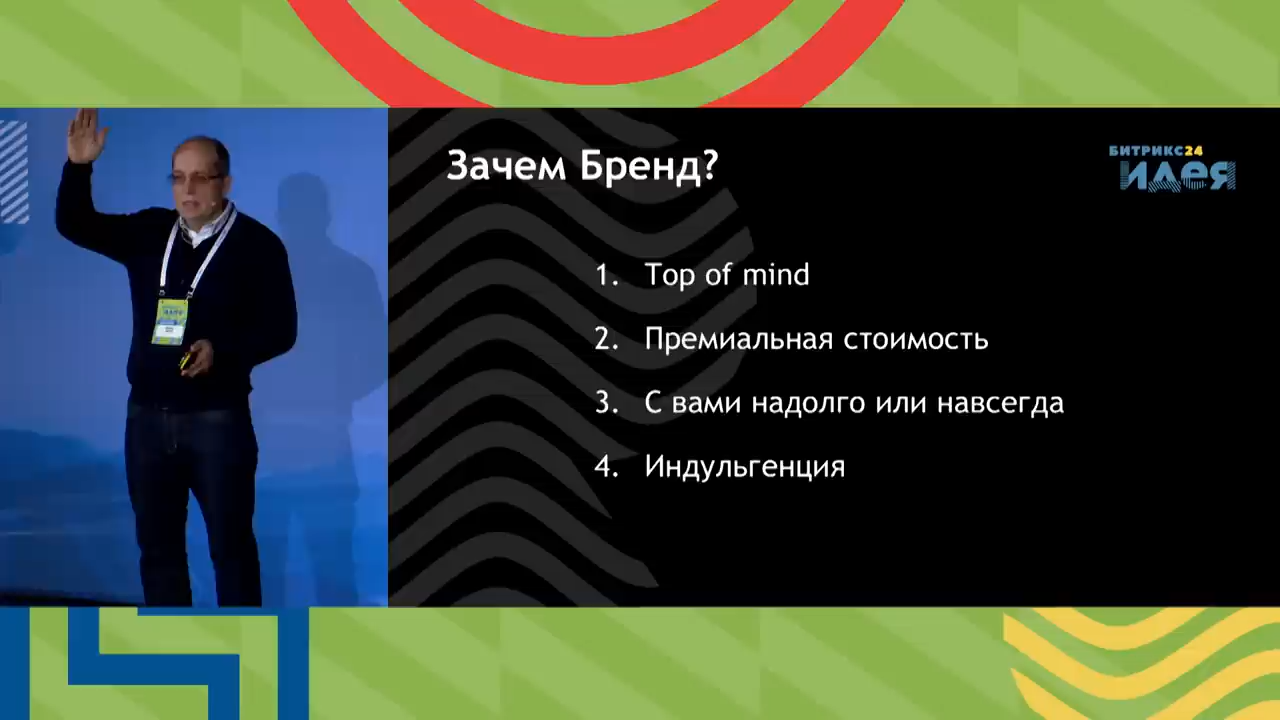 Зачем Бренд?
БИТРИКС24
идея
1. Top of mind
2. Премиальная стоимость
3. С вами надолго или навсегда
4. Индульгенция